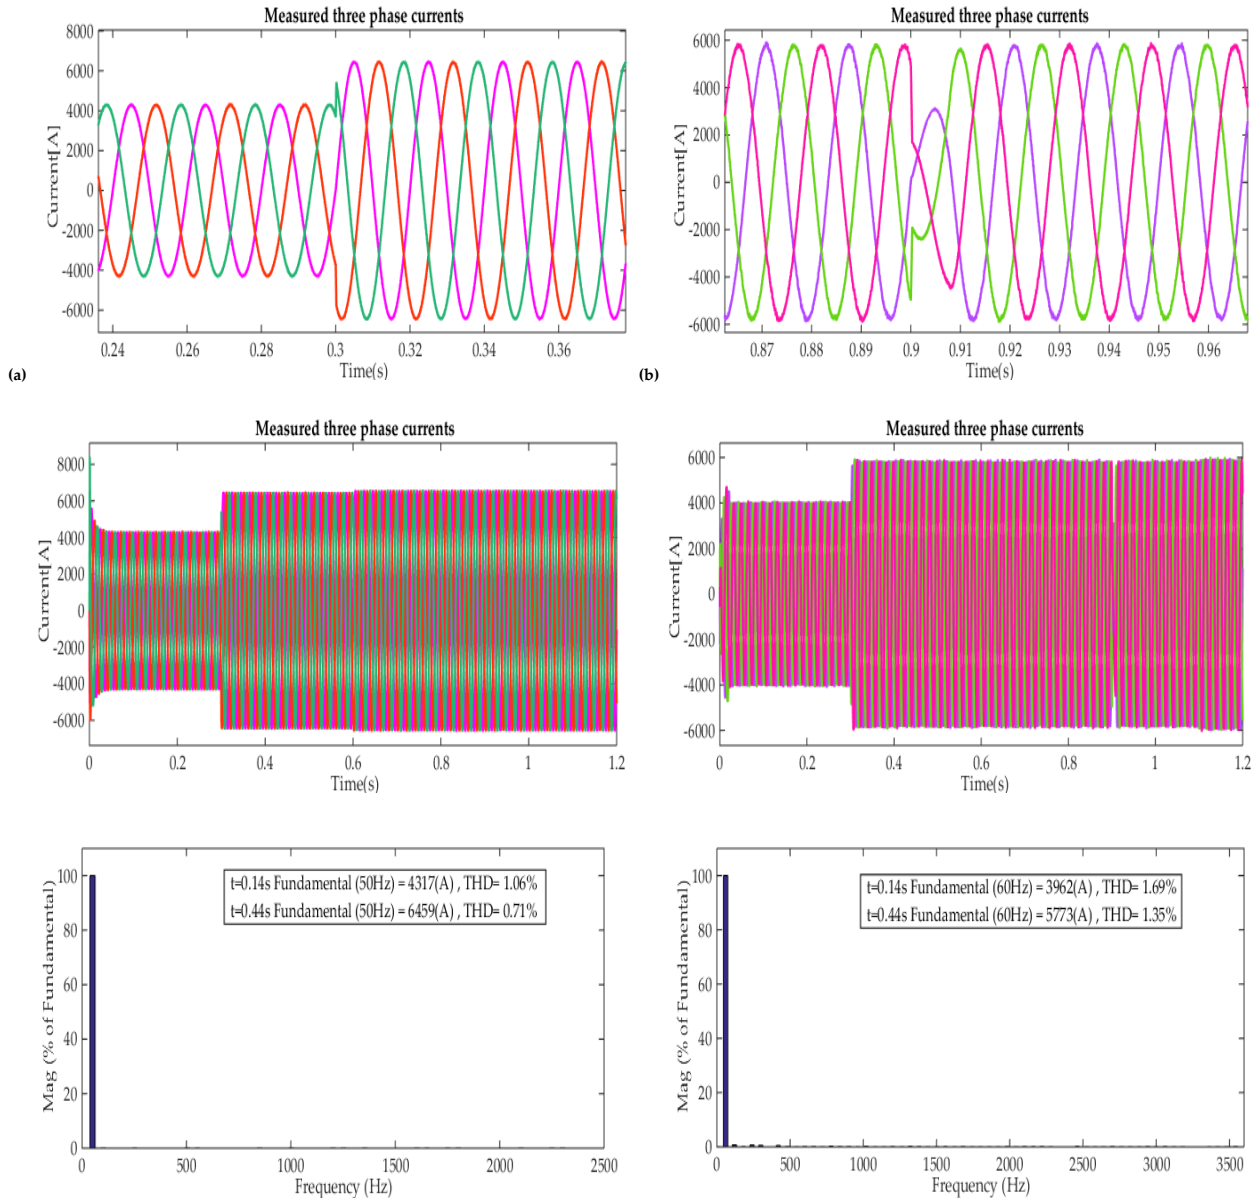 Measured three phase currents
8000
6000
4000
2000
0
-2000
-4000
-6000
Current[A]
0.24 0.26 0.28 0.3 0.32 0.34 0.36
Time(s)
(a)
Measured three phase currents
6000
4000
2000
0
-2000
-4000
-6000
Current[A]
0.87 0.88 0.89 0.9 0.91 0.92 0.93 0.94 0.95 0.96
Time(s)
(b)
Measured three phase currents
8000
6000
4000
2000
0
-2000
-4000
-6000
Current[A]
0 0.2 0.4 0.6 0.8 1 1.2
Time(s)
Measured three phase currents
6000
4000
2000
0
-2000
-4000
-6000
Current[A]
0 0.2 0.4 0.6 0.8 1 1.2
Time(s)
t=0.14s Fundamental (50Hz) = 4317(A) , THD= 1.06%
t=0.44s Fundamental (50Hz) = 6459(A) , THD= 0.71%
100
80
60
40
20
0
Mag (% of Fundamental)
0 500 1000 1500 2000 2500
Frequency (Hz)
t=0.14s Fundamental (60Hz) = 3962(A) , THD= 1.69%
t=0.44s Fundamental (60Hz) = 5773(A) , THD= 1.35%
100
80
60
40
20
0
Mag (% of Fundamental)
0 500 1000 1500 2000 2500 3000 3500
Frequency (Hz)